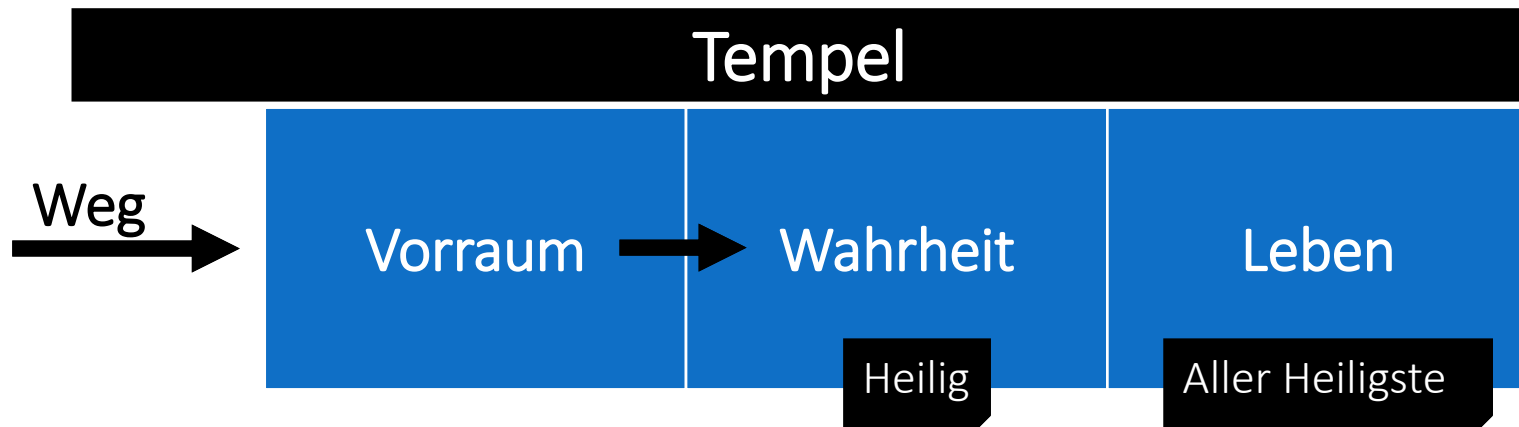 Tempel
Weg
Vorraum
Wahrheit
Leben
Heilig
Aller Heiligste